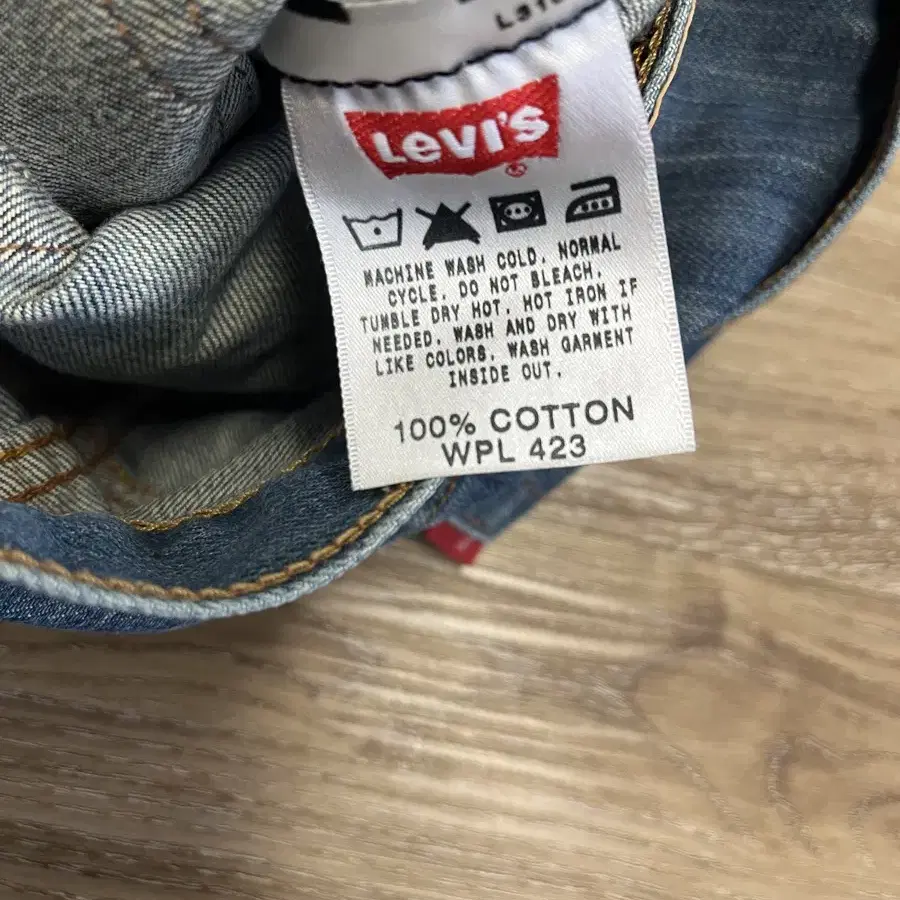 Levi's
®
MACHINE WASH COLD. NORMAL
CYCLE. DO NOT BLEACH.
TUMBLE DRY HOT. HOT IRON IF
NEEDED. WASH AND DRY WITH
LIKE COLORS. WASH GARMENT
INSIDE OUT.
100% COTTON
WPL 423